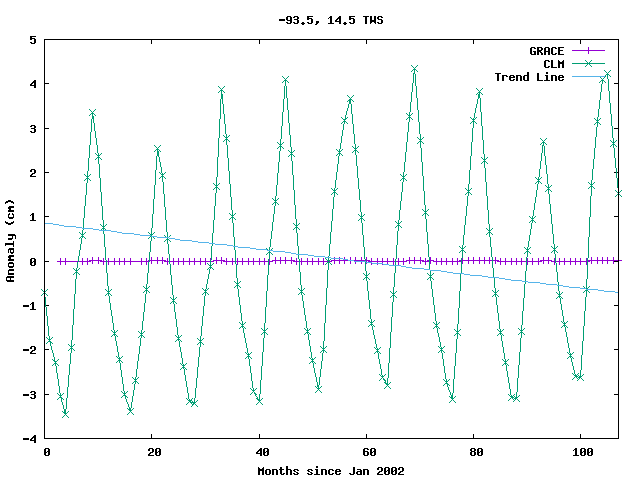 -93.5, 14.5 TWS
GRACE
CLM
Trend Line
5
4
3
2
1
0
-1
-2
-3
-4
Anomaly (cm)
0 20 40 60 80 100
Months since Jan 2002